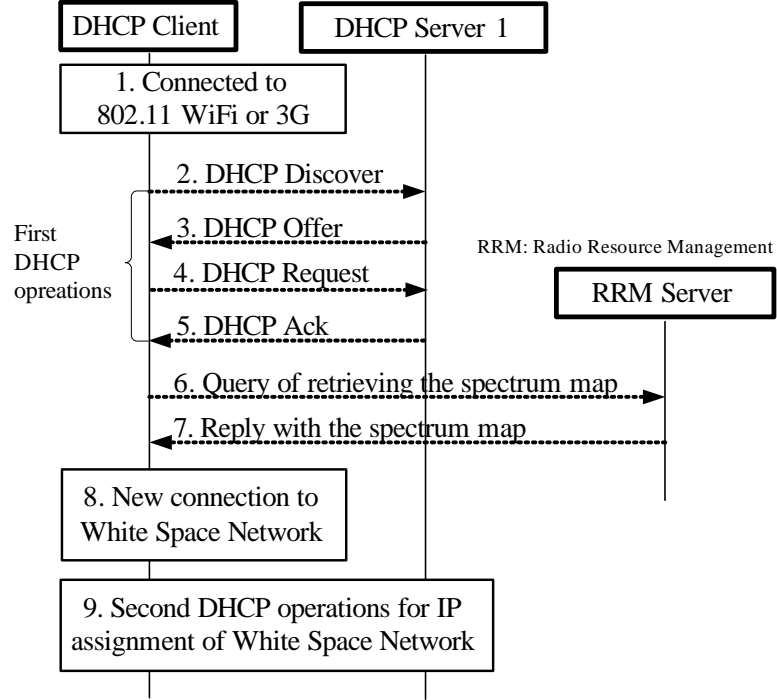 DHCP Client
DHCP Server 1
1. Connected to
802.11 WiFi or 3G
2. DHCP Discover
3. DHCP Offer
First
DHCP
opreations
RRM: Radio Resource Management
4. DHCP Request
RRM Server
5. DHCP Ack
6. Query of retrieving the spectrum map
7. Reply with the spectrum map
8. New connection to
White Space Network
9. Second DHCP operations for IP
assignment of White Space Network